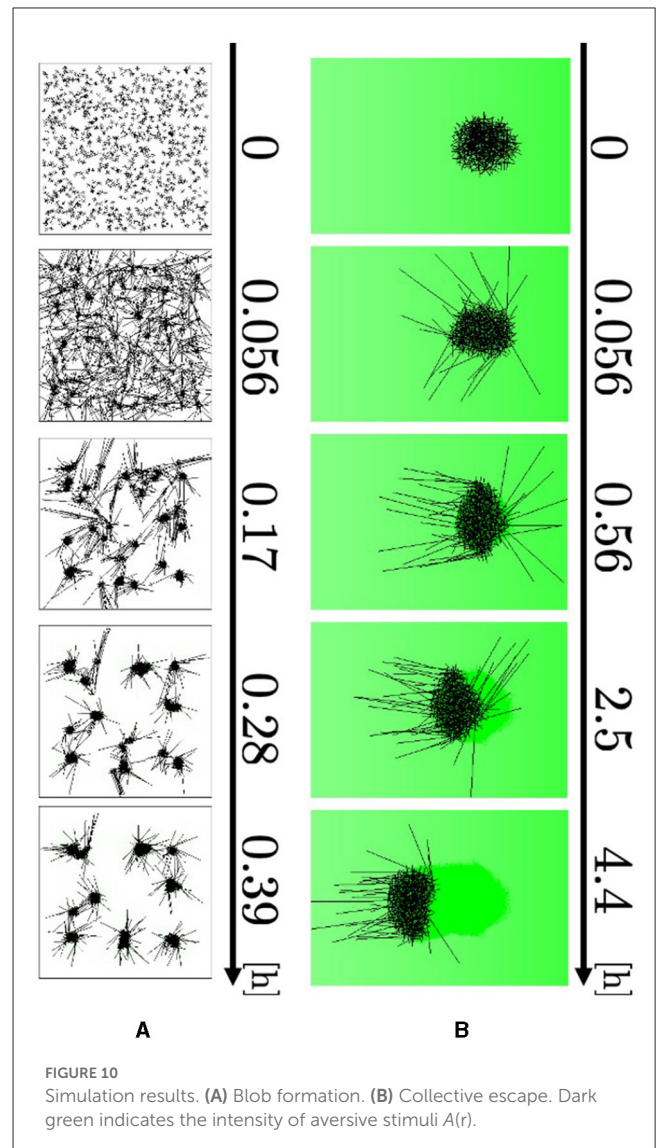 0
0.056
0.17
0.28
0.39
[h]
A
0
0.056
0.56
2.5
4.4
[h]
B
FIGURE 10
Simulation results. (A) Blob formation. (B) Collective escape. Dark
green indicates the intensity of aversive stimuli A(r).